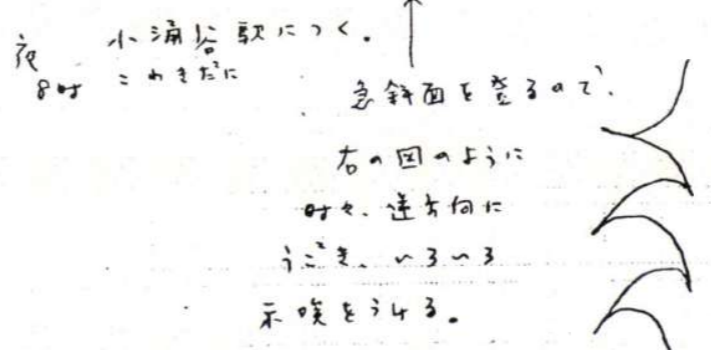 夜 小涌谷駅につく。
8時 こわきだに
急斜面を登るので、
右の図のように
時々、逆方向に
うごき、いろいろ
示唆をうける。